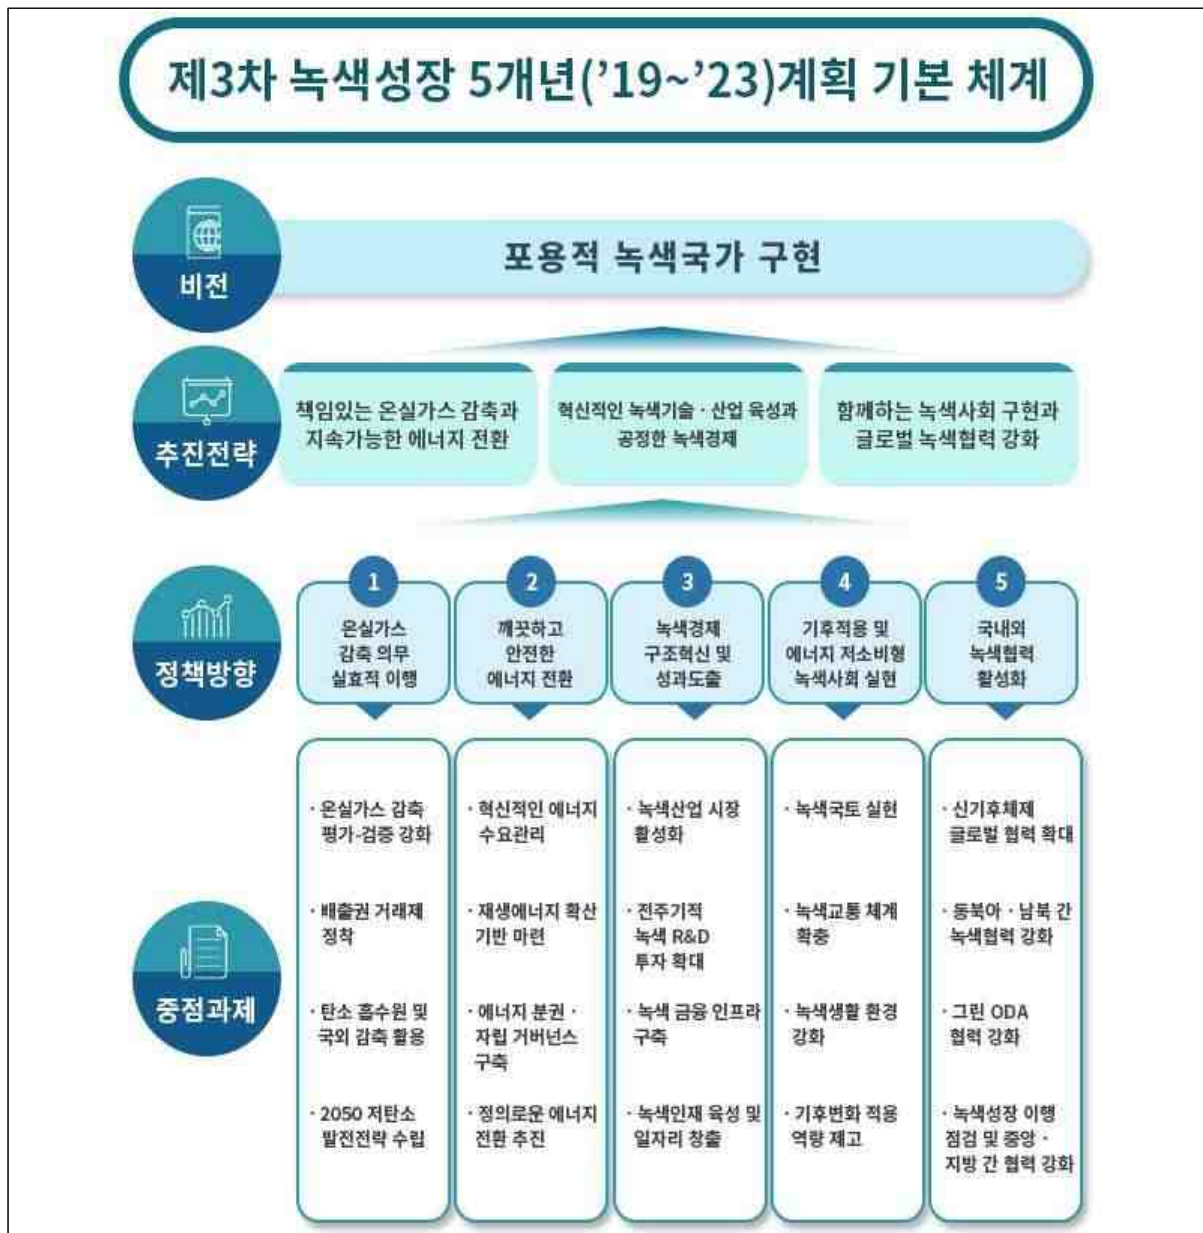 제3차 녹색성장 5개년(’19~’23)계획 기본 체계
비전
포용적 녹색국가 구현
추진전략
책임있는 온실가스 감축과
지속가능한 에너지 전환
혁신적인 녹색기술 · 산업 육성과
공정한 녹색경제
함께하는 녹색사회 구현과
글로벌 녹색협력 강화
정책방향
1
온실가스
감축 의무
실효적 이행
2
깨끗하고
안전한
에너지 전환
3
녹색경제
구조혁신 및
성과도출
4
기후적용 및
에너지 저소비형
녹색사회 실현
5
국내외
녹색협력
활성화
중점과제
· 온실가스 감축
평가-검증 강화
· 배출권 거래제
정착
· 탄소 흡수원 및
국외 감축 활용
· 2050 저탄소
발전전략 수립
· 혁신적인 에너지
수요관리
· 재생에너지 확산
기반 마련
· 에너지 분권 ·
자립 거버넌스
구축
· 정의로운 에너지
전환 추진
· 녹색산업 시장
활성화
· 전주기적
녹색 R&D
투자 확대
· 녹색 금융 인프라
구축
· 녹색인재 육성 및
일자리 창출
· 녹색국토 실현
· 녹색교통 체계
확충
· 녹색생활 환경
강화
· 기후변화 적용
역량 제고
· 신기후체제
글로벌 협력 확대
· 동북아 · 남북 간
녹색협력 강화
· 그린 ODA
협력 강화
· 녹색성장 이행
점검 및 중앙 ·
지방 간 협력 강화